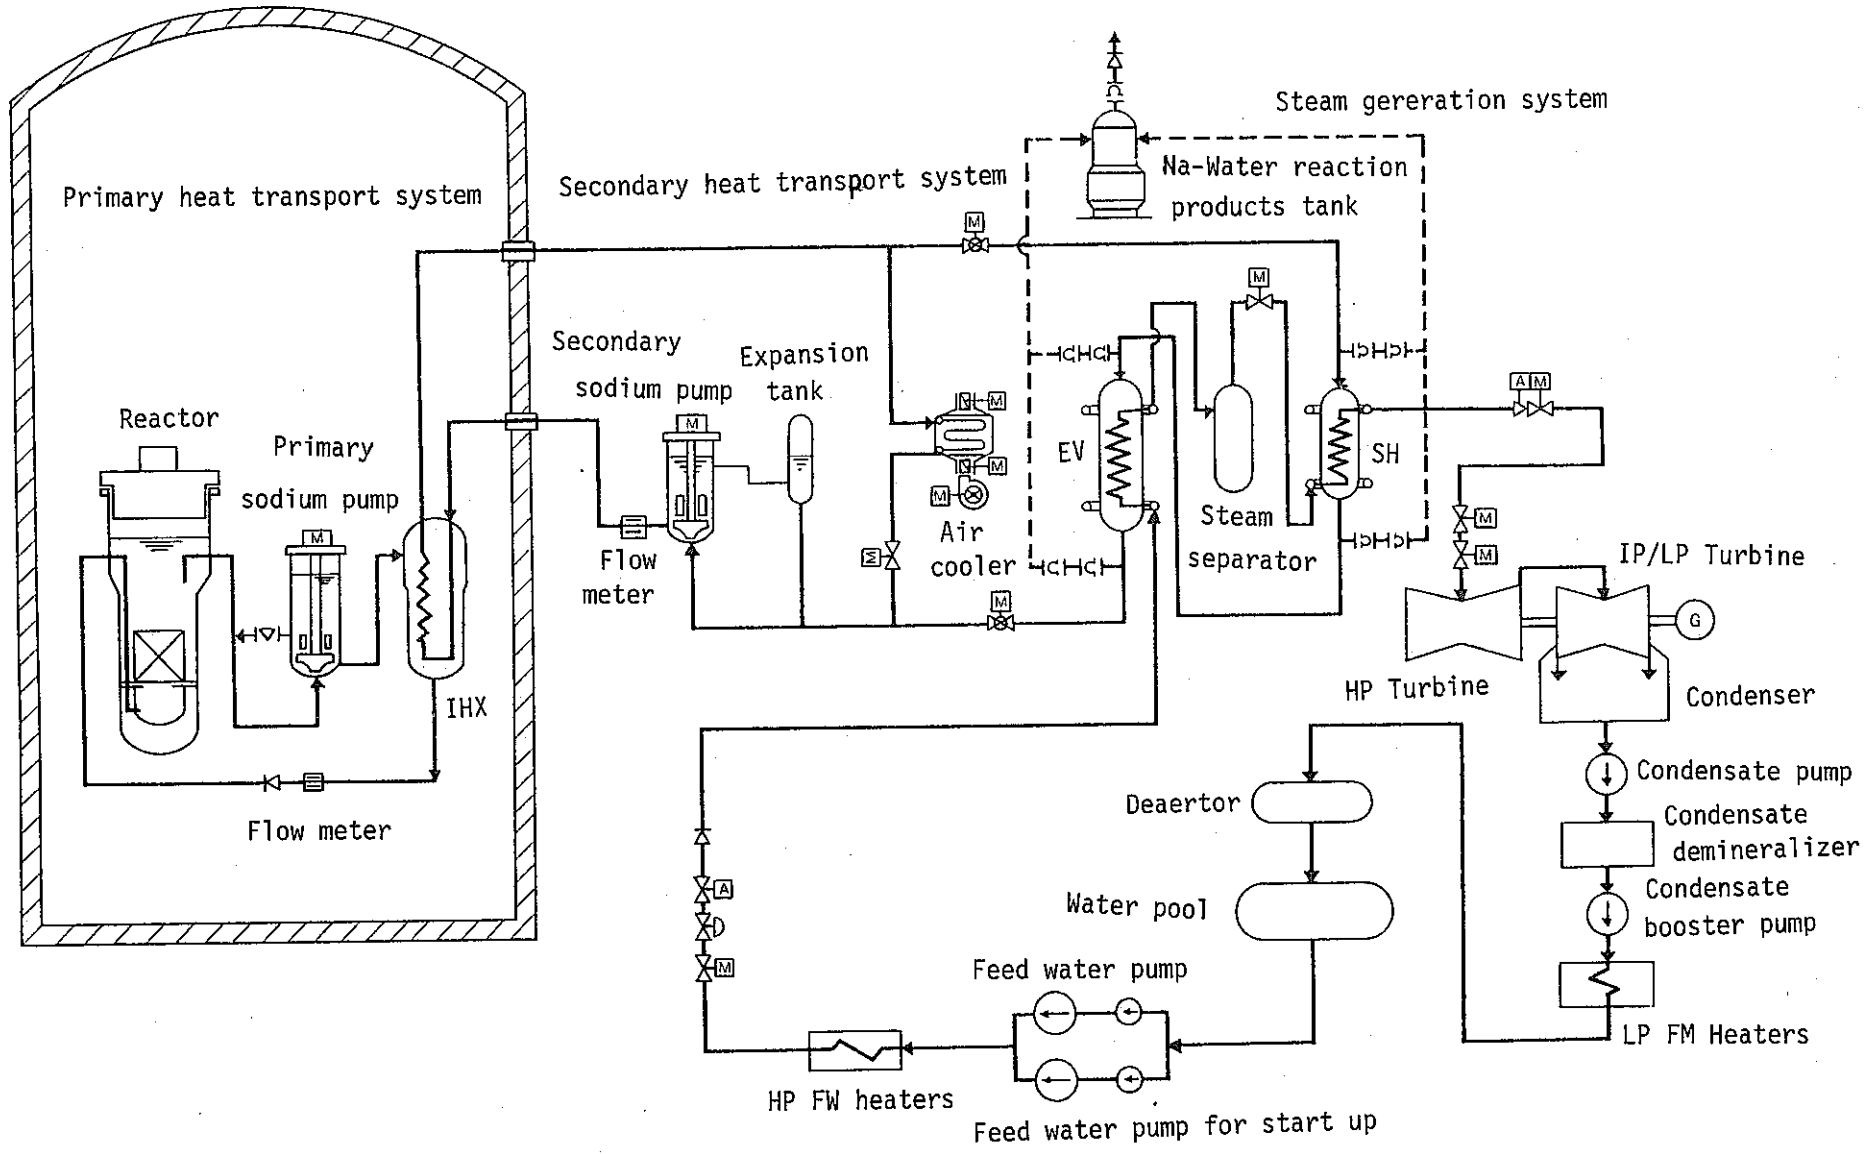 Steam gereration system
Primary heat transport system
Secondary heat transport system
Na-Water reaction
products tank
M
M
Secondary
sodium pump
Expansion
tank
Reactor
Primary
sodium pump
M
M
M
M
M
M
EV
SH
A M
Air
cooler
Steam
separator
Flow
meter
M
M
M
M
IP/LP Turbine
G
IHX
HP Turbine
Condenser
Flow meter
Condensate pump
Deaertor
Condensate
demineralizer
A
Water pool
Condensate
booster pump
M
Feed water pump
LP FM Heaters
HP FW heaters
Feed water pump for start up